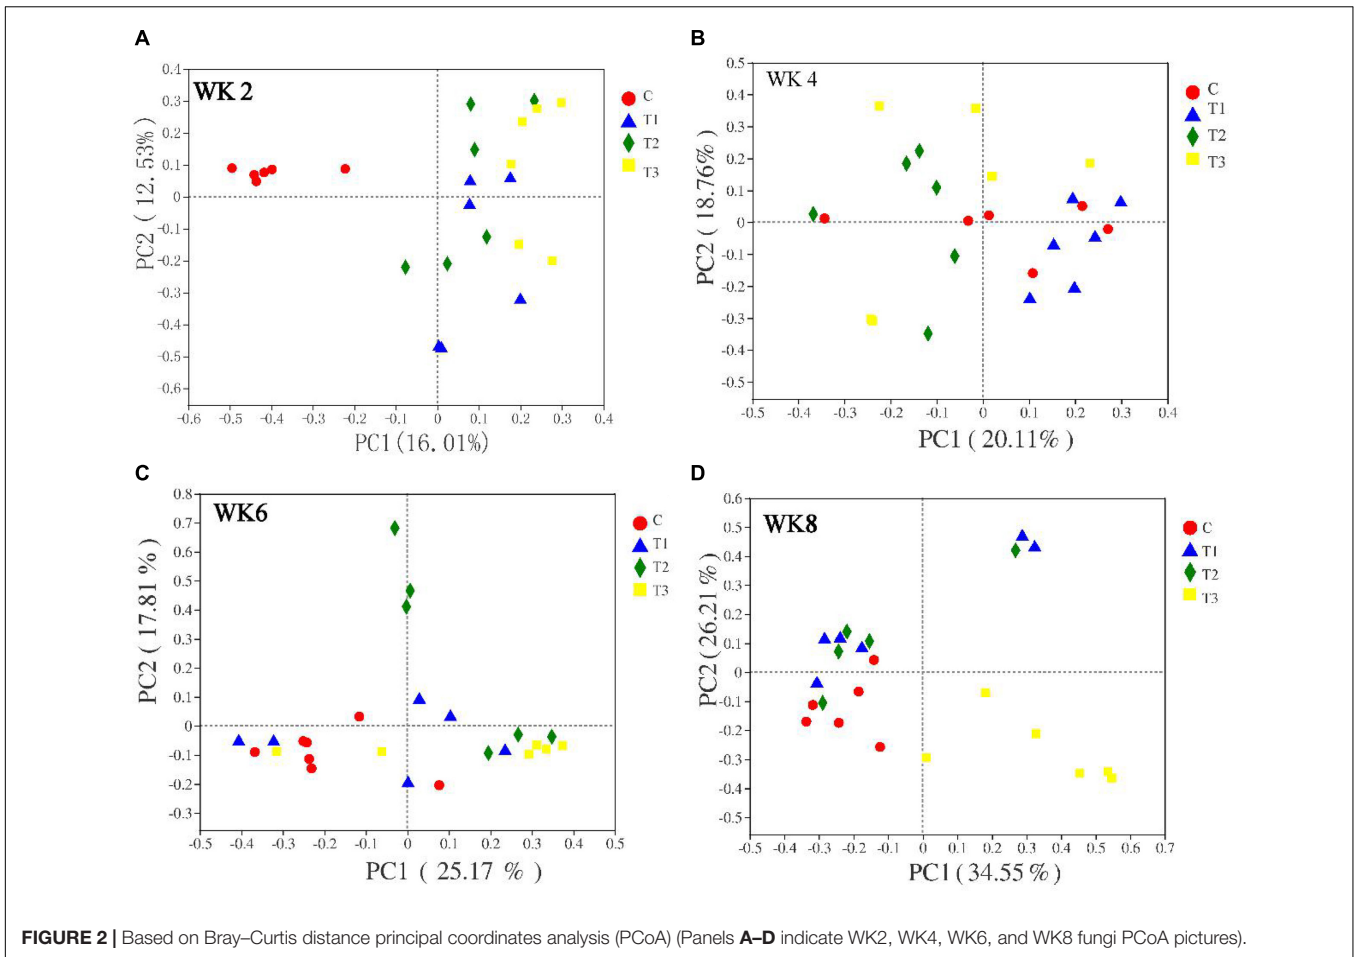 A
WK 2
PC2 ( 12. 53%)
0.4
0.3
0.2
0.1
0
-0.1
-0.2
-0.3
-0.4
-0.5
-0.6
-0.6 -0.5 -0.4 -0.3 -0.2 -0.1 0 0.1 0.2 0.3 0.4
PC1(16. 01%)
C
T1
T2
T3
B
WK 4
PC2 ( 18.76%)
0.5
0.4
0.3
0.2
0.1
0
-0.1
-0.2
-0.3
-0.4
-0.5
-0.5 -0.4 -0.3 -0.2 -0.1 0 0.1 0.2 0.3 0.4
PC1 ( 20.11% )
C
T1
T2
T3
C
WK6
PC2 ( 17.81 % )
0.8
0.7
0.6
0.5
0.4
0.3
0.2
0.1
0
-0.1
-0.2
-0.3
-0.5 -0.4 -0.3 -0.2 -0.1 0 0.1 0.2 0.3 0.4 0.5
PC1 ( 25.17 % )
C
T1
T2
T3
D
WK8
PC2 ( 26.21 % )
0.6
0.5
0.4
0.3
0.2
0.1
0
-0.1
-0.2
-0.3
-0.4
-0.5
-0.5 -0.4 -0.3 -0.2 -0.1 0 0.1 0.2 0.3 0.4 0.5 0.6 0.7
PC1 ( 34.55 % )
C
T1
T2
T3
FIGURE 2 | Based on Bray–Curtis distance principal coordinates analysis (PCoA) (Panels A–D indicate WK2, WK4, WK6, and WK8 fungi PCoA pictures).